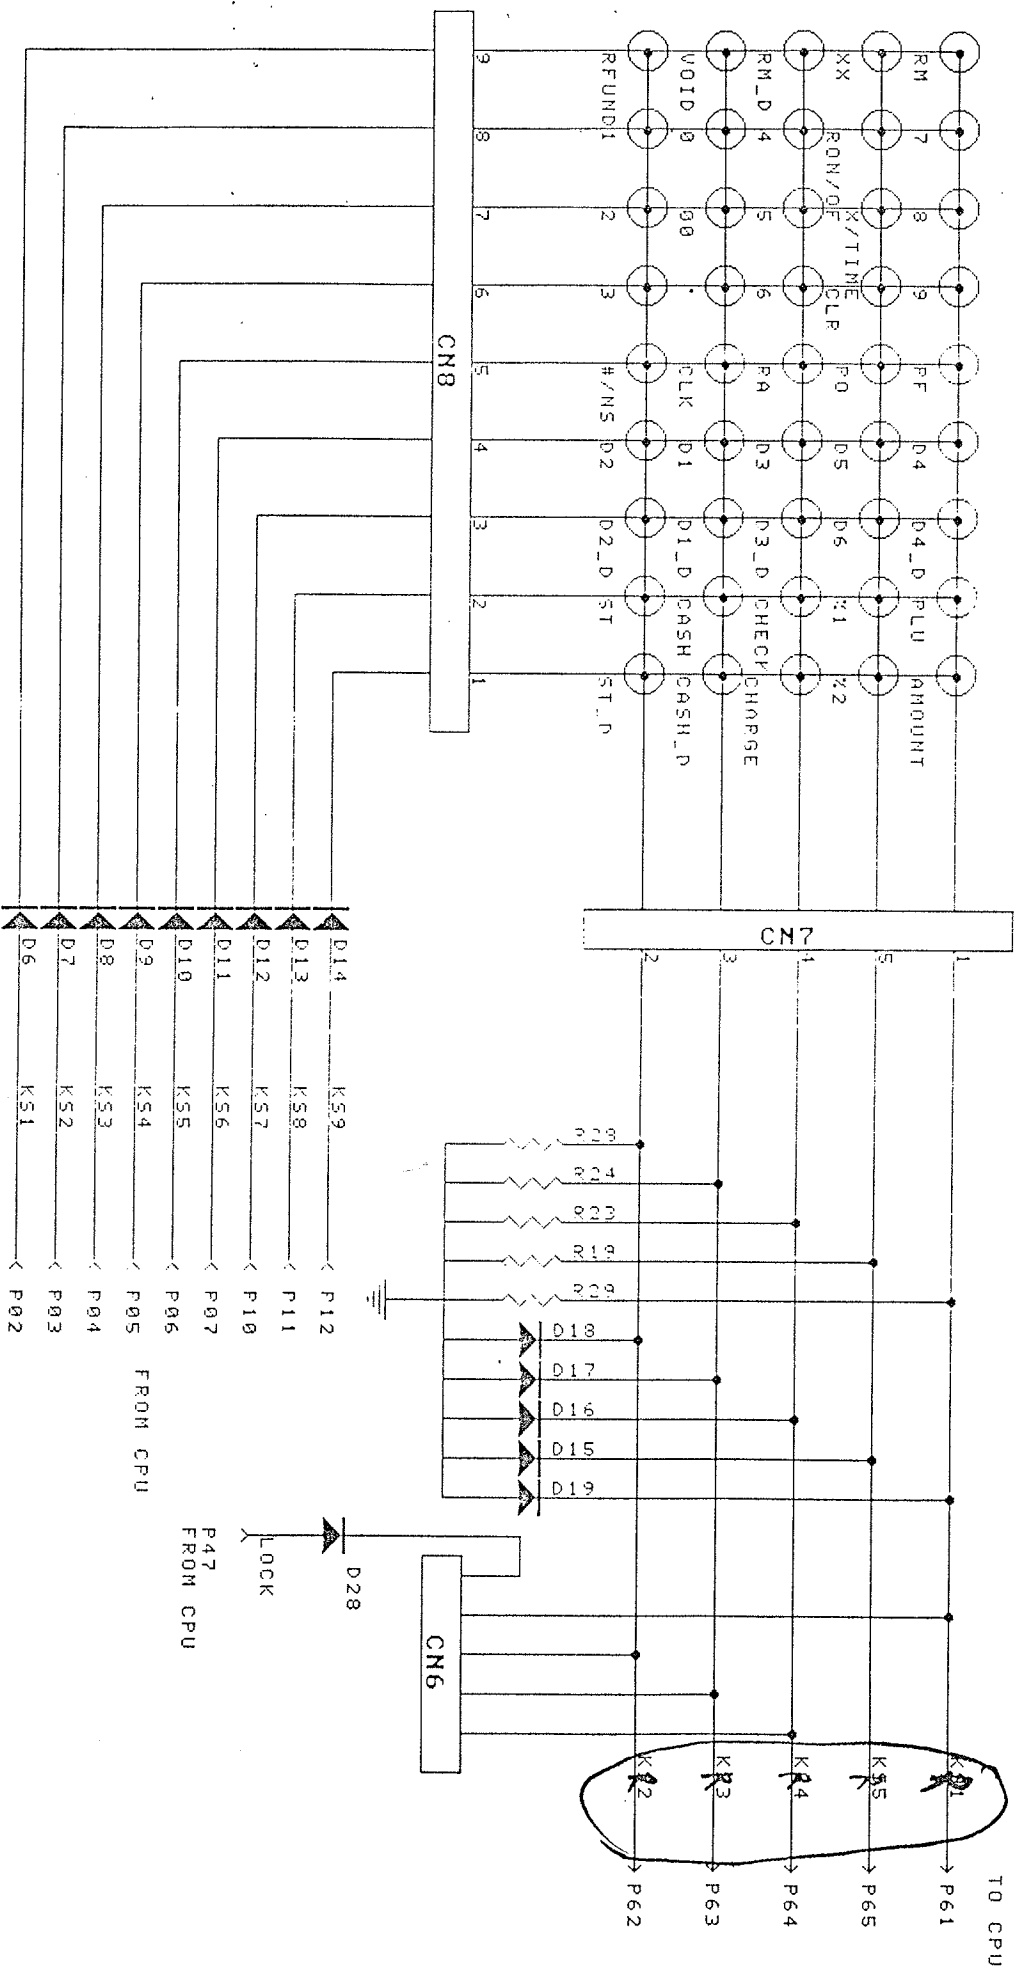 RM 7 8 9 PF D4 D4_D PLU AMOUNT
XX RON/OF X/TIME CLR PO D5 D6 %1 %2
RM_D 4 5 6 RA D3 D3_D CHECK CHARGE
VOID 0 00 . CLK D1 D1_D CASH CASH_D
RFUND 1 2 3 #/NS D2 D2_D ST ST_D
9 8 7 6 5 4 3 2 1
CN8
CN7
1
5
4
3
2
R24
R23
R19
R29
D18
D17
D16
D15
D19
D14 KS9 P12
D13 KS8 P11
D12 KS7 P10
D11 KS6 P07
D10 KS5 P06
D9 KS4 P05
D8 KS3 P04
D7 KS2 P03
D6 KS1 P02
FROM CPU
D28
LOCK
P47
FROM CPU
CN6
TO CPU
KR1 P61
KR5 P65
KR4 P64
KR3 P63
KR2 P62